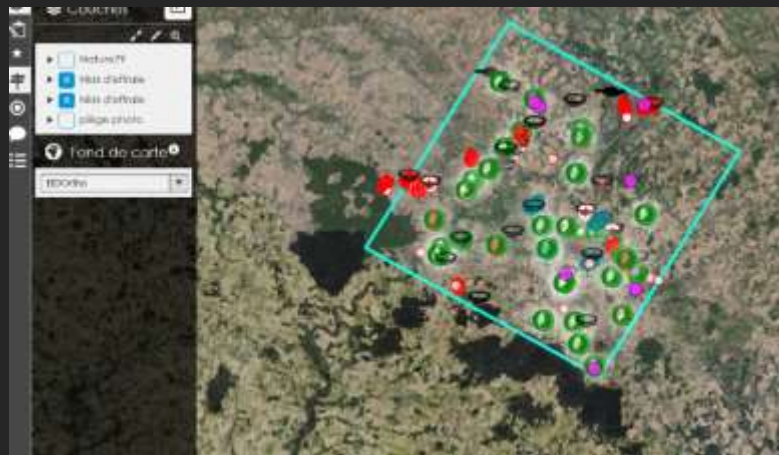 Couches
Nature79
Nids d'effraie
Nids d'effraie
piège photo
Fond de carte
BDOrtho